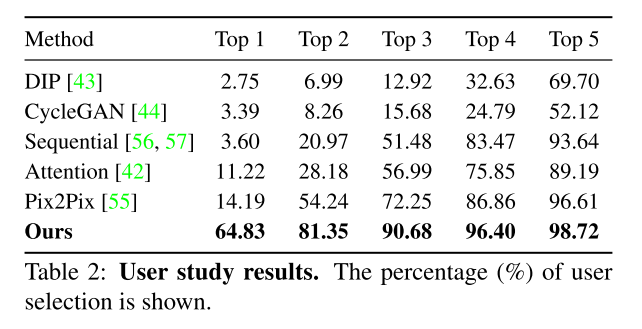 Method Top 1 Top 2 Top 3 Top 4 Top 5
DIP [43] 2.75 6.99 12.92 32.63 69.70
CycleGAN [44] 3.39 8.26 15.68 24.79 52.12
Sequential [56, 57] 3.60 20.97 51.48 83.47 93.64
Attention [42] 11.22 28.18 56.99 75.85 89.19
Pix2Pix [55] 14.19 54.24 72.25 86.86 96.61
Ours 64.83 81.35 90.68 96.40 98.72
Table 2: User study results. The percentage (%) of user
selection is shown.